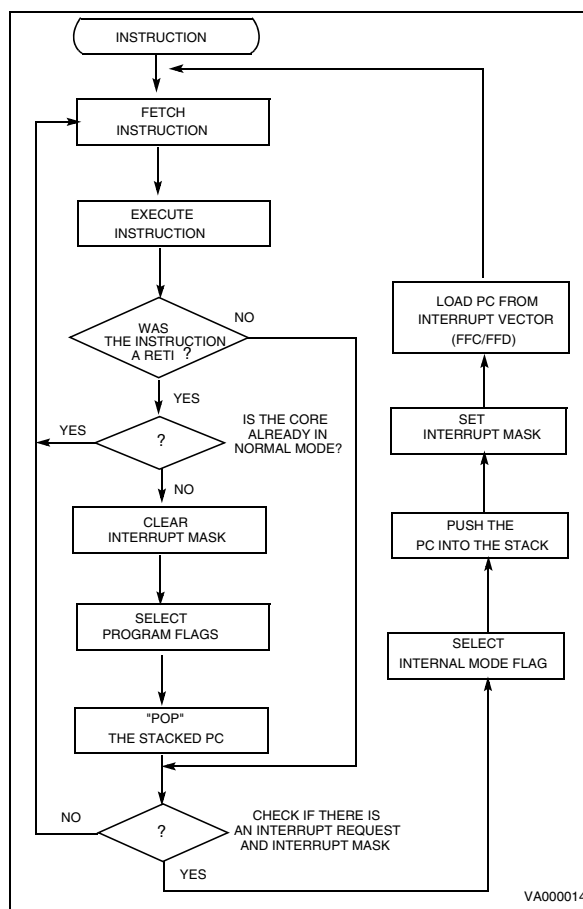 INSTRUCTION
FETCH
INSTRUCTION
EXECUTE
INSTRUCTION
WAS
THE INSTRUCTION
A RETI ?
NO
YES
?
IS THE CORE
ALREADY IN
NORMAL MODE?
YES
NO
CLEAR
INTERRUPT MASK
SELECT
PROGRAM FLAGS
"POP"
THE STACKED PC
?
CHECK IF THERE IS
AN INTERRUPT REQUEST
AND INTERRUPT MASK
NO
YES
SELECT
INTERNAL MODE FLAG
PUSH THE
PC INTO THE STACK
SET
INTERRUPT MASK
LOAD PC FROM
INTERRUPT VECTOR
(FFC/FFD)
VA000014